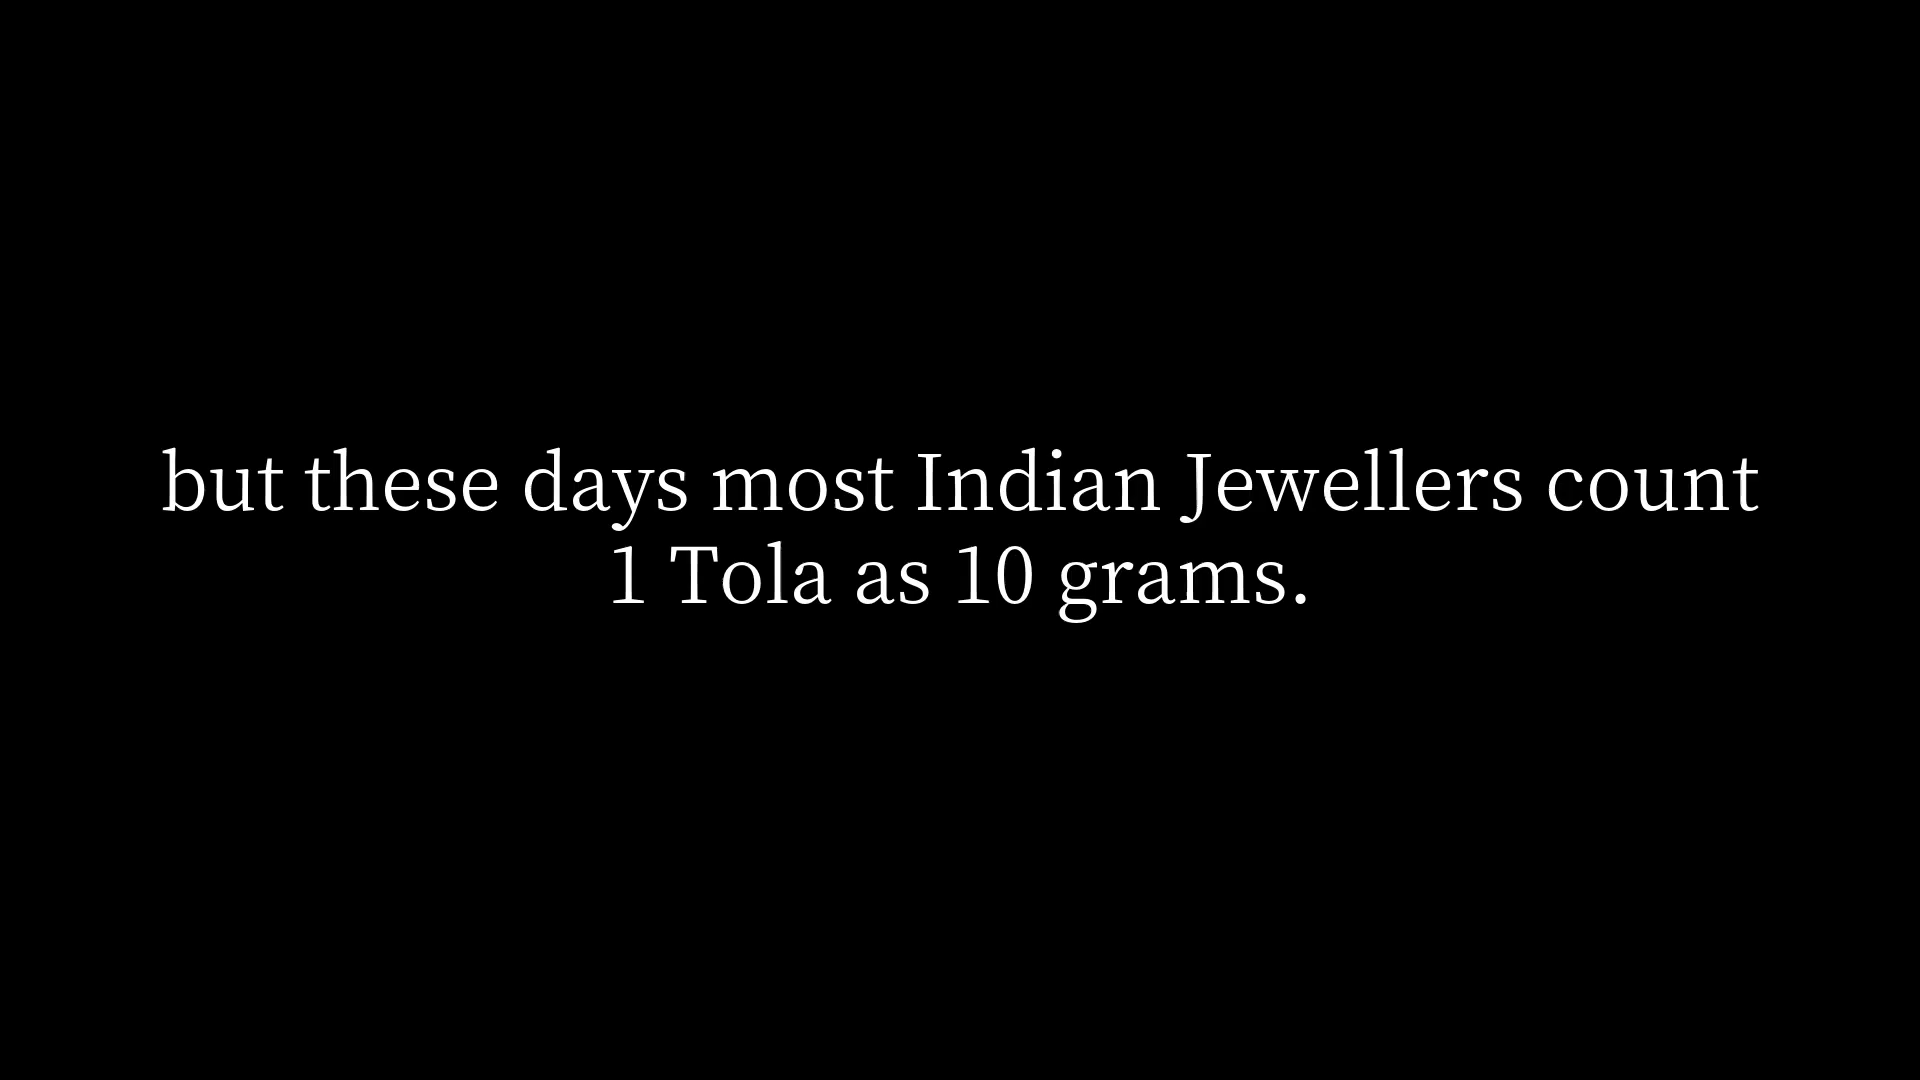 but these days most Indian Jewellers count
1 Tola as 10 grams.